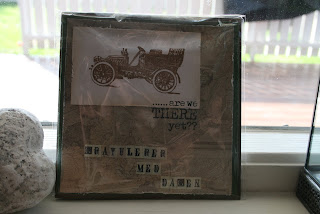 ......are we
THERE
yet??
GRATULERER
MED
DAGEN